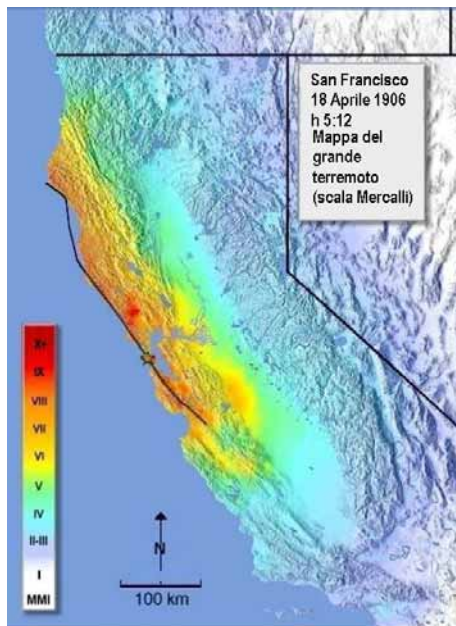 San Francisco
18 Aprile 1906
h 5:12
Mappa del
grande
terremoto
(scala Mercalli)
X+
IX
VIII
VII
VI
V
IV
II-III
I
MMI
N
100 km